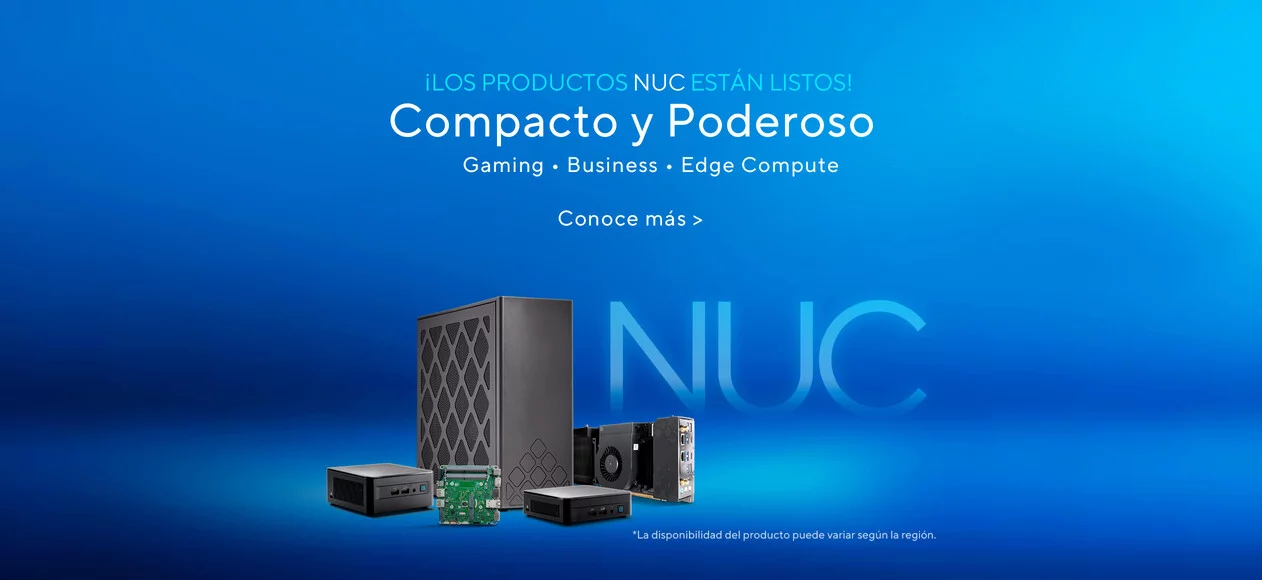 ¡LOS PRODUCTOS NUC ESTÁN LISTOS!
Compacto y Poderoso
Gaming • Business • Edge Compute
Conoce más >
NUC
*La disponibilidad del producto puede variar según la región.